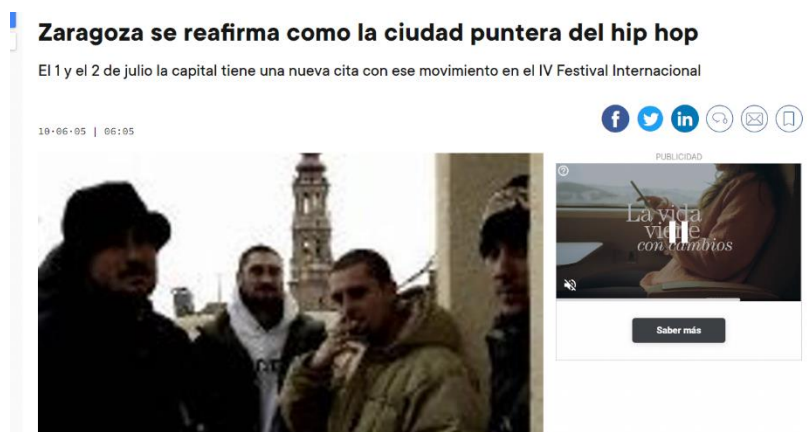 Zaragoza se reafirma como la ciudad puntera del hip hop
El 1 y el 2 de julio la capital tiene una nueva cita con ese movimiento en el IV Festival Internacional
10·06·05 | 06:05
PUBLICIDAD
La vida
viene
con cambios
Saber más